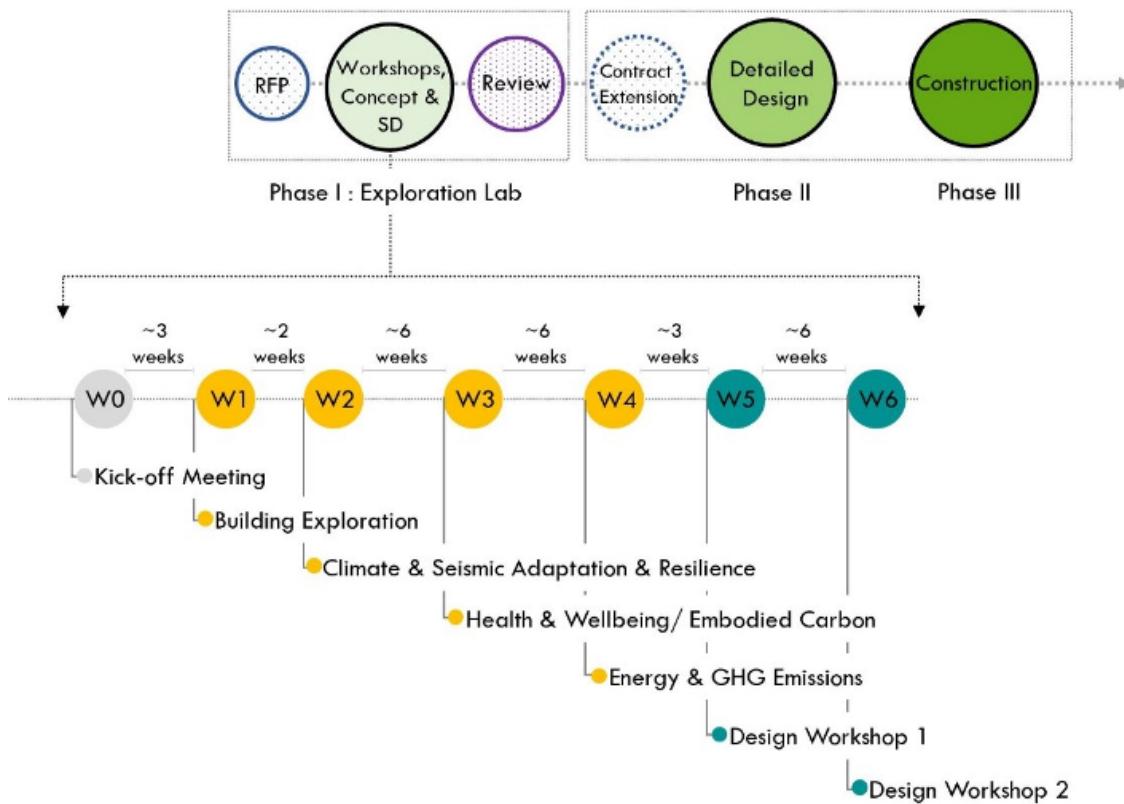 RFP
Workshops,
Concept &
SD
Review
Contract
Extension
Detailed
Design
Construction
Phase I : Exploration Lab
Phase II
Phase III
~3
weeks
~2
weeks
~6
weeks
~6
weeks
~3
weeks
~6
weeks
W0
W1
W2
W3
W4
W5
W6
Kick-off Meeting
Building Exploration
Climate & Seismic Adaptation & Resilience
Health & Wellbeing/ Embodied Carbon
Energy & GHG Emissions
Design Workshop 1
Design Workshop 2